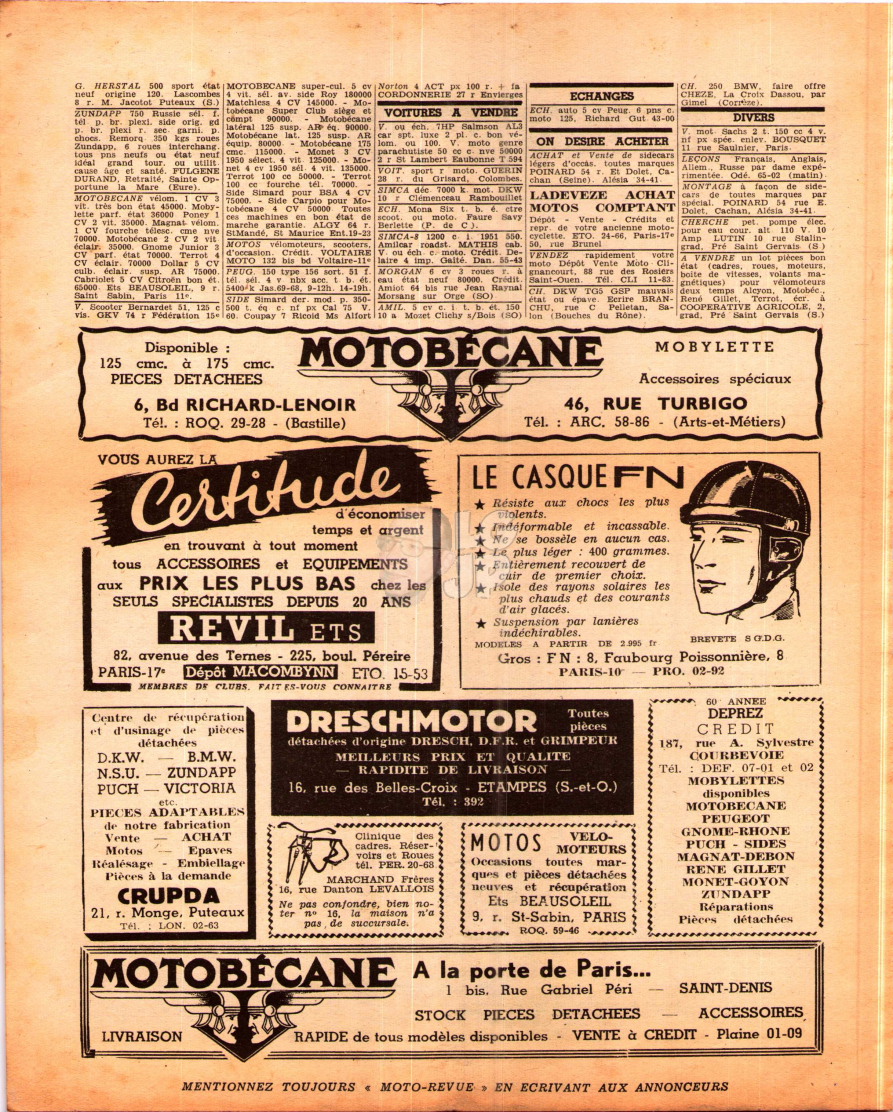 G. HERSTAL 500 sport état
neuf origine 120. Lascombes
8 r. M. Jacotot Puteaux (S.)
ZUNDAPP 750 Russie sél. f.
tél p. br. plexi. side orig. gd
p. br. plexi r. sec. garni. p.
chocs. Remorq 350 kgs roues
Zundapp, 6 roues interchang.
tous pns neufs ou état neuf
idéal grand tour. ou utilit.
cause âge et santé. FULGENE
DURAND, Retraité, Sainte Op-
portune la Mare (Eure).
MOTOBECANE vélom. 1 CV 3
vit. très bon état 45000. Moby-
lette parf. état 36000 Poney 1
CV 2 vit. 35000. Magnat vélom.
1 CV fourche télesc. cme nve
70000. Motobécane 2 CV 2 vit
éclair. 35000. Gnome Junior 3
CV parf. état 70000. Terrot 4
CV éclair. 70000 Dollar 5 CV
culb. éclair. susp. AR 75000.
Cabriolet 5 CV Citroën bon ét.
65000. Ets BEAUSOLEIL, 9 r.
Saint Sabin, Paris 11e.
V. Scooter Bernardet 51, 125 c
vis. GKV 74 r Fédération 15e
MOTOBECANE super-cul. 5 cv
4 vit. sél. av. side Roy 180000
Matchless 4 CV 145000. - Mo-
tobécane Super Club siège et
compt 90000. - Motobécane
latéral 125 susp. AR éq. 90000.
Motobécane lat. 125 susp. AR
équip. 80000. - Motobécane 175
cmc. 115000. - Monet 3 CV
1950 sélect. 4 vit. 125000. - Mo-
net 4 cv 1950 sél. 4 vit. 135000.
Terrot 100 cc 50000. - Terrot
100 cc fourche tél. 70000. -
Side Simard pour BSA 4 CV
75000. - Side Carpio pour Mo-
tobécane 4 CV 50000 Toutes
ces machines en bon état de
marche garantie. ALGY 64 r.
StMandé, St Maurice Ent.19-23
MOTOS vélomoteurs, scooters,
d'occasion. Crédit. VOLTAIRE
MOTO 132 bis bd Voltaire-11e
PEUG. 150 type 156 sort. 51 f.
tél. sél. 4 v nbx acc. t b. ét.
5400k Jas.69-68, 9-12h. 14-19h.
SIDE Simard der. mod. p. 350-
500 t. éq c. nf px Cal 75 V.
60. Coupay 7 Ricoid Ms Alfort
Norton 4 ACT px 100 r. + fa
CORDONNERIE 27 r Envierges
VOITURES A VENDRE
V. ou éch. 7HP Salmson AL3
car spt. luxe 2 pl. c. bon vé-
lom. ou 100. V. moto genre
parachutiste 50 cc c. nve 50000
2 r St Lambert Eaubonne T 594
VOIT. sport r moto. GUERIN
28 r. du Grisard, Colombes.
SIMCA déc. 7000 k. mot. DKW
10 r Clémenceau Rambouillet
ECH. Mona Six t. b. é. ctre
scoot. ou moto. Faure Savy
Berlette (P. de C.).
SIMCA-8 1200 c. i 1951 550.
Amilcar roadst. MATHIS cab.
V. ou éch c. moto. Crédit. De-
laire 4 imp. Gaîté. Dan. 55-43
MORGAN 6 cv 3 roues r. à
eau état neuf 80000. Crédit.
Amiot 64 bis rue Jean Raynal
Morsang sur Orge (SO)
AMIL. 5 cv c. i t. b. ét. 150
10 a Mozet Clichy s/Bois (SO)
ECHANGES
ECH. auto 5 cv Peug. 6 pns c.
moto 125, Richard Gut 43-00
ON DESIRE ACHETER
ACHAT et Vente de sidecars
légers d'occas. toutes marques
POINARD 54 r. Et Dolet, Ca-
chan (Seine). Alésia 34-41.
LADEVEZE ACHAT
MOTOS COMPTANT
Dépôt - Vente - Crédits et
repr. de votre ancienne moto-
cyclette. ETO. 24-66, Paris-17e
50, rue Brunel
VENDEZ rapidement votre
moto Dépôt Vente Moto Cli-
gnancourt, 88 rue des Rosiers
Saint-Ouen. Tél. CLI 11-83.
CH DKW TG5 GSP mauvais
état ou épave. Ecrire BRAN-
CHU, rue C Pelletan, Sa-
lon (Bouches du Rône).
CH. 250 BMW. faire offre
CHEZE, La Croix Dassou, par
Gimel (Corrèze).
DIVERS
V. mot. Sachs 2 t. 150 cc 4 v.
nf px spée. enlev. BOUSQUET
11 rue Saulnier, Paris
LEÇONS Français, Anglai,
Allem., Russe par dame expé-
rimentée. Odé. 65-02 (matin).
MONTAGE à façon de side-
cars de toutes marques par
spécial. POINARD 54 rue E.
Dolet, Cachan, Alésia 34-41.
CHERCHE pet. pompe élec.
pour eau cour. alt 110 V. 10
Amp LUTIN 10 rue Stalin-
grad, Pré Saint Gervais (S)
A VENDRE un lot pièces bon
état (cadres, roues, moteurs,
boite de vitesses, volants ma-
gnétiques) pour vélomoteurs
deux temps Alcyon, Motobéc.,
René Gillet, Terrot, écr. à
COOPERATIVE AGRICOLE, 2,
grad, Pré Saint Gervais (S.)
Disponible :
125 cmc. à 175 cmc.
PIECES DETACHEES
6, Bd RICHARD-LENOIR
Tél. : ROQ. 29-28 - (Bastille)
MOTOBÉCANE
MOBYLETTE
Accessoires spéciaux
46, RUE TURBIGO
Tél. : ARC. 58-86 - (Arts-et-Métiers)
VOUS AUREZ LA
Certitude
d'économiser
temps et argent
en trouvant à tout moment
tous ACCESSOIRES et EQUIPEMENTS
aux PRIX LES PLUS BAS chez les
SEULS SPECIALISTES DEPUIS 20 ANS
REVIL ETS
82, avenue des Ternes - 225, boul. Péreire
PARIS-17e Dépôt MACOMBYNN ETO. 15-53
MEMBRES DE CLUBS, FAITES-VOUS CONNAITRE
LE CASQUE FN
★ Résiste aux chocs les plus
violents.
★ Indéformable et incassable.
★ Ne se bossèle en aucun cas.
★ Le plus léger : 400 grammes.
★ Entièrement recouvert de
cuir de premier choix.
★ Isole des rayons solaires les
plus chauds et des courants
d'air glacés.
★ Suspension par lanières
indéchirables.
MODELES A PARTIR DE 2.995 fr
BREVETE S G.D.G.
Gros : FN : 8, Faubourg Poissonnière, 8
PARIS-10 — PRO. 02-92
Centre de récupération
et d'usinage de pièces
détachées
D.K.W. — B.M.W.
N.S.U. — ZUNDAPP
PUCH — VICTORIA
etc.
PIECES ADAPTABLES
de notre fabrication
Vente — ACHAT
Motos — Epaves
Réalésage - Embiellage
Pièces à la demande
CRUPDA
21, r. Monge, Puteaux
Tél. : LON. 02-63
DRESCHMOTOR Toutes
pièces
détachées d'origine DRESCH, D.F.R. et GRIMPEUR
MEILLEURS PRIX ET QUALITE
— RAPIDITE DE LIVRAISON —
16, rue des Belles-Croix - ETAMPES (S.-et-O.)
Tél. : 392
Clinique des
cadres. Réser-
voirs et Roues
tél. PER. 20-68
MARCHAND Frères
16, rue Danton LEVALLOIS
Ne pas confondre, bien no-
ter n° 16, la maison n'a
pas de succursale.
MOTOS VELO-
MOTEURS
Occasions toutes mar-
ques et pièces détachées
neuves et récupération
Ets BEAUSOLEIL
9, r. St-Sabin, PARIS
ROQ. 59-46
60e ANNEE
DEPREZ
CREDIT
187, rue A. Sylvestre
COURBEVOIE
Tél. : DEF. 07-01 et 02
MOBYLETTES
disponibles
MOTOBECANE
PEUGEOT
GNOME-RHONE
PUCH - SIDES
MAGNAT-DEBON
RENE GILLET
MONET-GOYON
ZUNDAPP
Réparations
Pièces détachées
MOTOBÉCANE
A la porte de Paris...
1 bis, Rue Gabriel Péri — SAINT-DENIS
STOCK PIECES DETACHEES — ACCESSOIRES
LIVRAISON RAPIDE de tous modèles disponibles - VENTE à CREDIT - Plaine 01-09
MENTIONNEZ TOUJOURS « MOTO-REVUE » EN ECRIVANT AUX ANNONCEURS